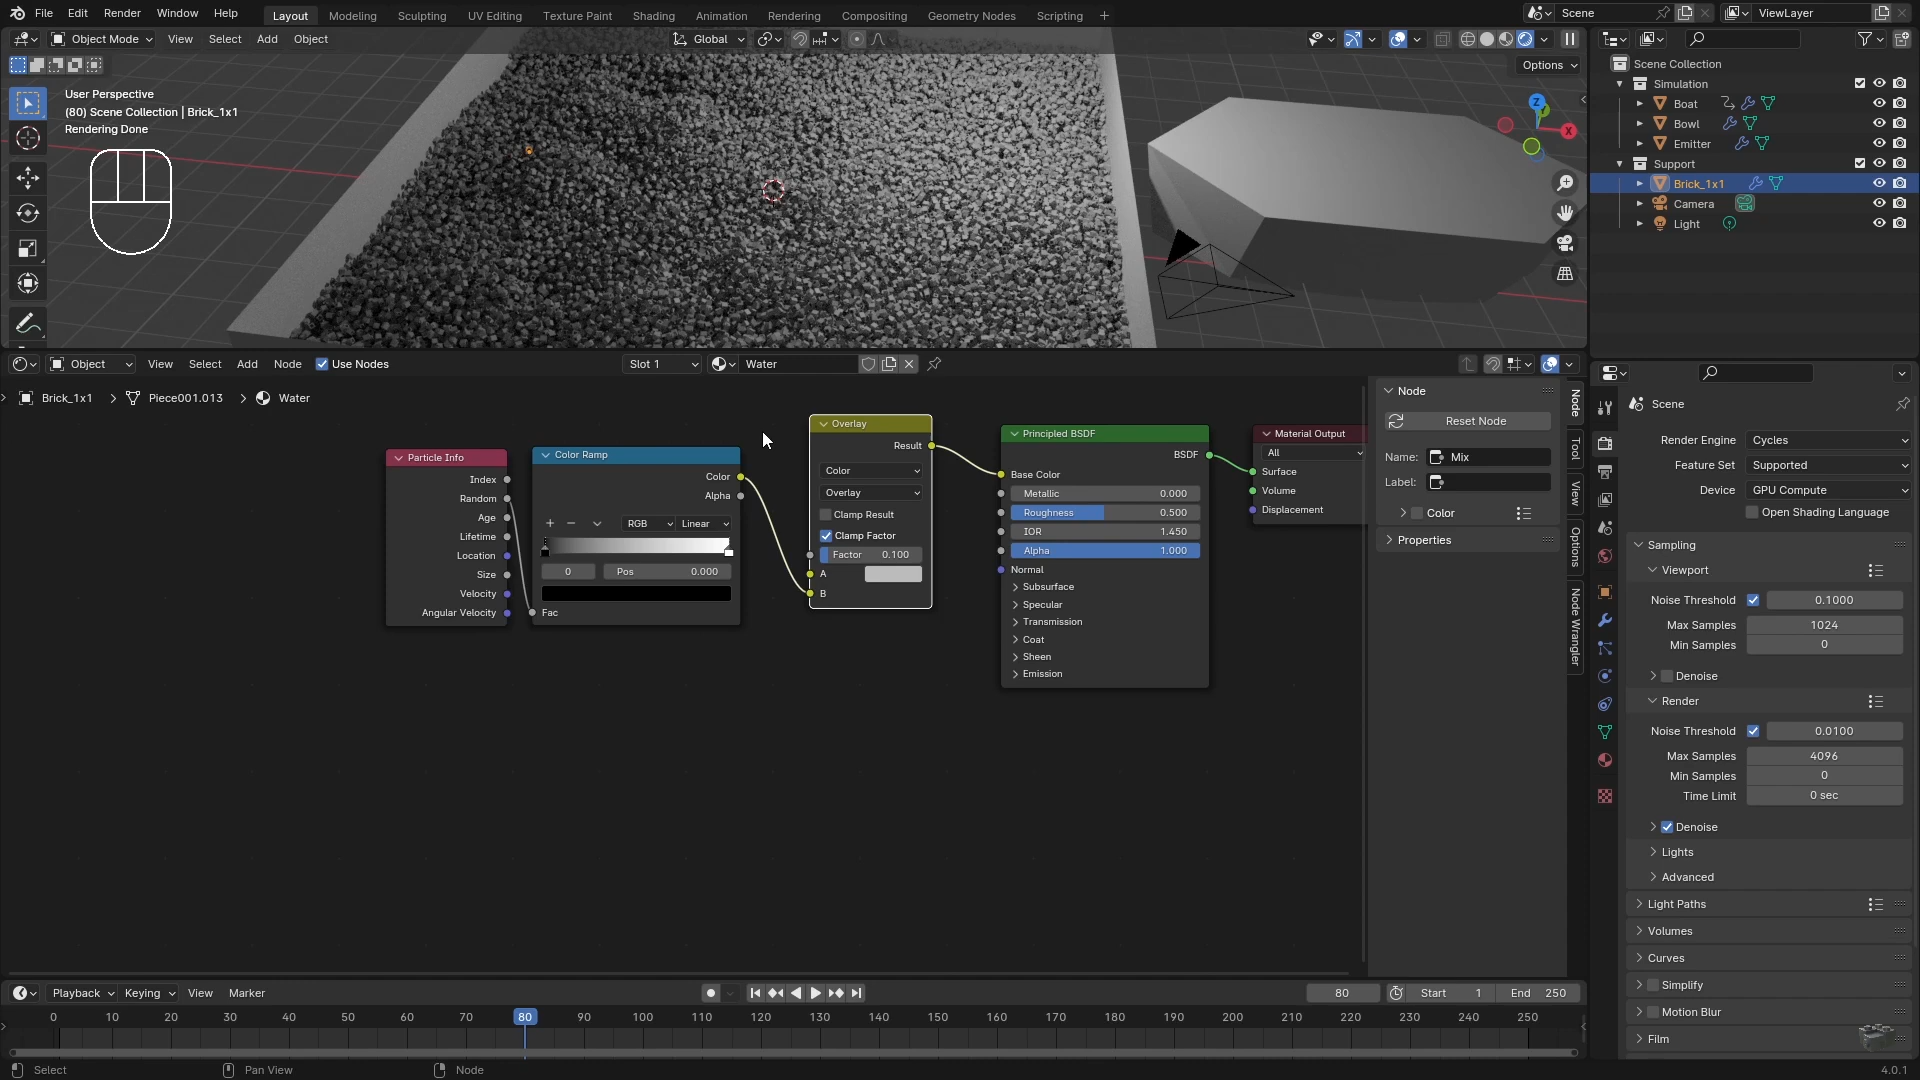 File Edit Render Window Help Layout Modeling Sculpting UV Editing Texture Paint Shading Animation Rendering Compositing Geometry Nodes Scripting + Scene ViewLayer
Object Mode View Select Add Object Global
Options
User Perspective
(80) Scene Collection | Brick_1x1
Rendering Done
Z
Y
X
Scene Collection
Simulation
Boat
Bowl
Emitter
Support
Brick_1x1
Camera
Light
Object View Select Add Node Use Nodes Slot 1 Water
Brick_1x1 > Piece001.013 > Water
Particle Info
Index
Random
Age
Lifetime
Location
Size
Velocity
Angular Velocity
Color Ramp
Color
Alpha
RGB Linear
0 Pos 0.000
Fac
Overlay
Result
Color
Overlay
Clamp Result
Clamp Factor
Factor 0.100
A
B
Principled BSDF
BSDF
Base Color
Metallic 0.000
Roughness 0.500
IOR 1.450
Alpha 1.000
Normal
Subsurface
Specular
Transmission
Coat
Sheen
Emission
Material Output
All
Surface
Volume
Displacement
Node
Reset Node
Name: Mix
Label:
Color
Properties
Node
Tool
View
Options
Node Wrangler
Scene
Render Engine Cycles
Feature Set Supported
Device GPU Compute
Open Shading Language
Sampling
Viewport
Noise Threshold 0.1000
Max Samples 1024
Min Samples 0
Denoise
Render
Noise Threshold 0.0100
Max Samples 4096
Min Samples 0
Time Limit 0 sec
Denoise
Lights
Advanced
Light Paths
Volumes
Curves
Simplify
Motion Blur
Film
Playback Keying View Marker 80 Start 1 End 250
0 10 20 30 40 50 60 70 80 90 100 110 120 130 140 150 160 170 180 190 200 210 220 230 240 250
Select Pan View Node 4.0.1